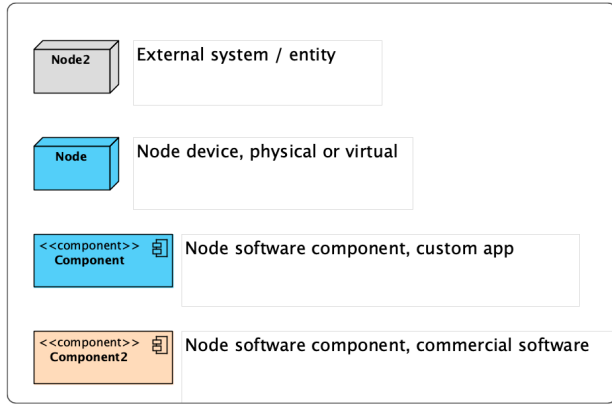 Node2
External system / entity
Node
Node device, physical or virtual
<<component>>
Component
Node software component, custom app
<<component>>
Component2
Node software component, commercial software